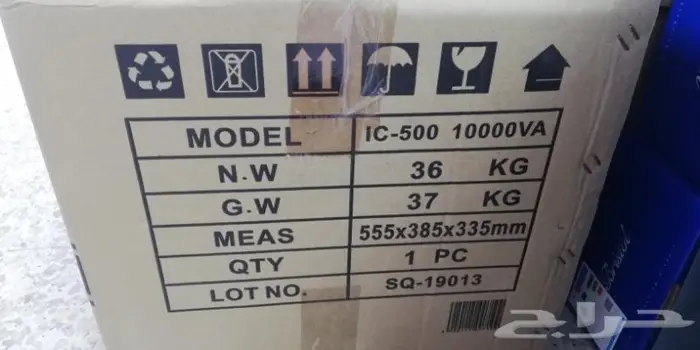 MODEL IC-500 10000VA
N.W 36 KG
G.W 37 KG
MEAS 555x385x335mm
QTY 1 PC
LOT NO. SQ-19013
حراج